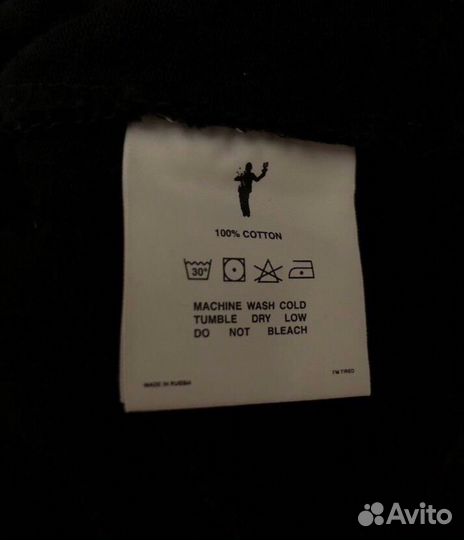 100% COTTON
30°
MACHINE WASH COLD
TUMBLE DRY LOW
DO NOT BLEACH
MADE IN RUSSIA
I'M TIRED
Avito